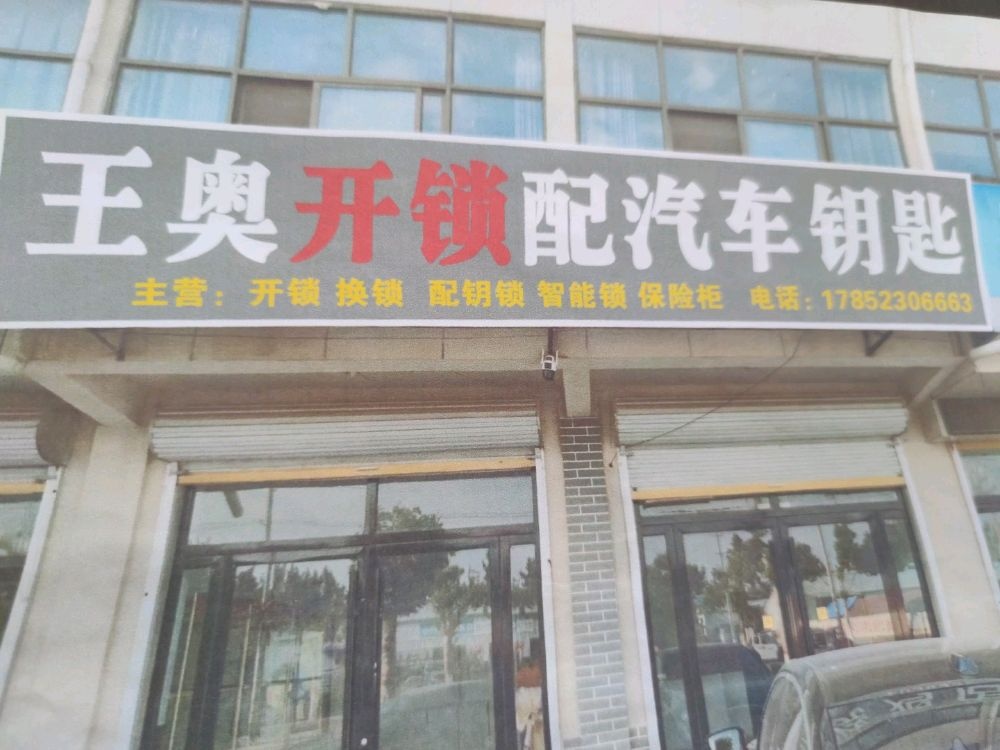 王奥开锁配汽车钥匙
主营：开锁 换锁 配钥锁 智能锁 保险柜 电话：17852306663